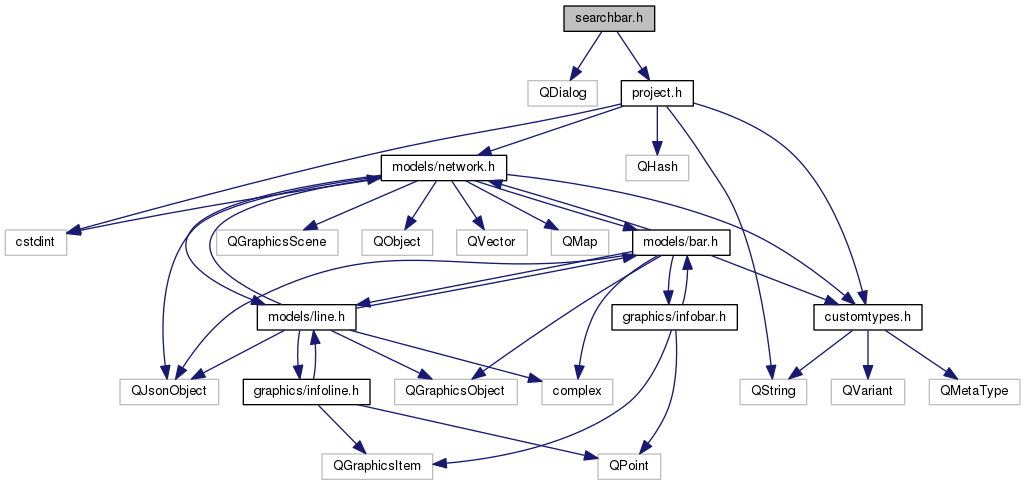 searchbar.h
QDialog
project.h
models/network.h
QHash
cstdint
QGraphicsScene
QObject
QVector
QMap
models/bar.h
models/line.h
graphics/infobar.h
customtypes.h
QJsonObject
graphics/infoline.h
QGraphicsObject
complex
QString
QVariant
QMetaType
QGraphicsItem
QPoint